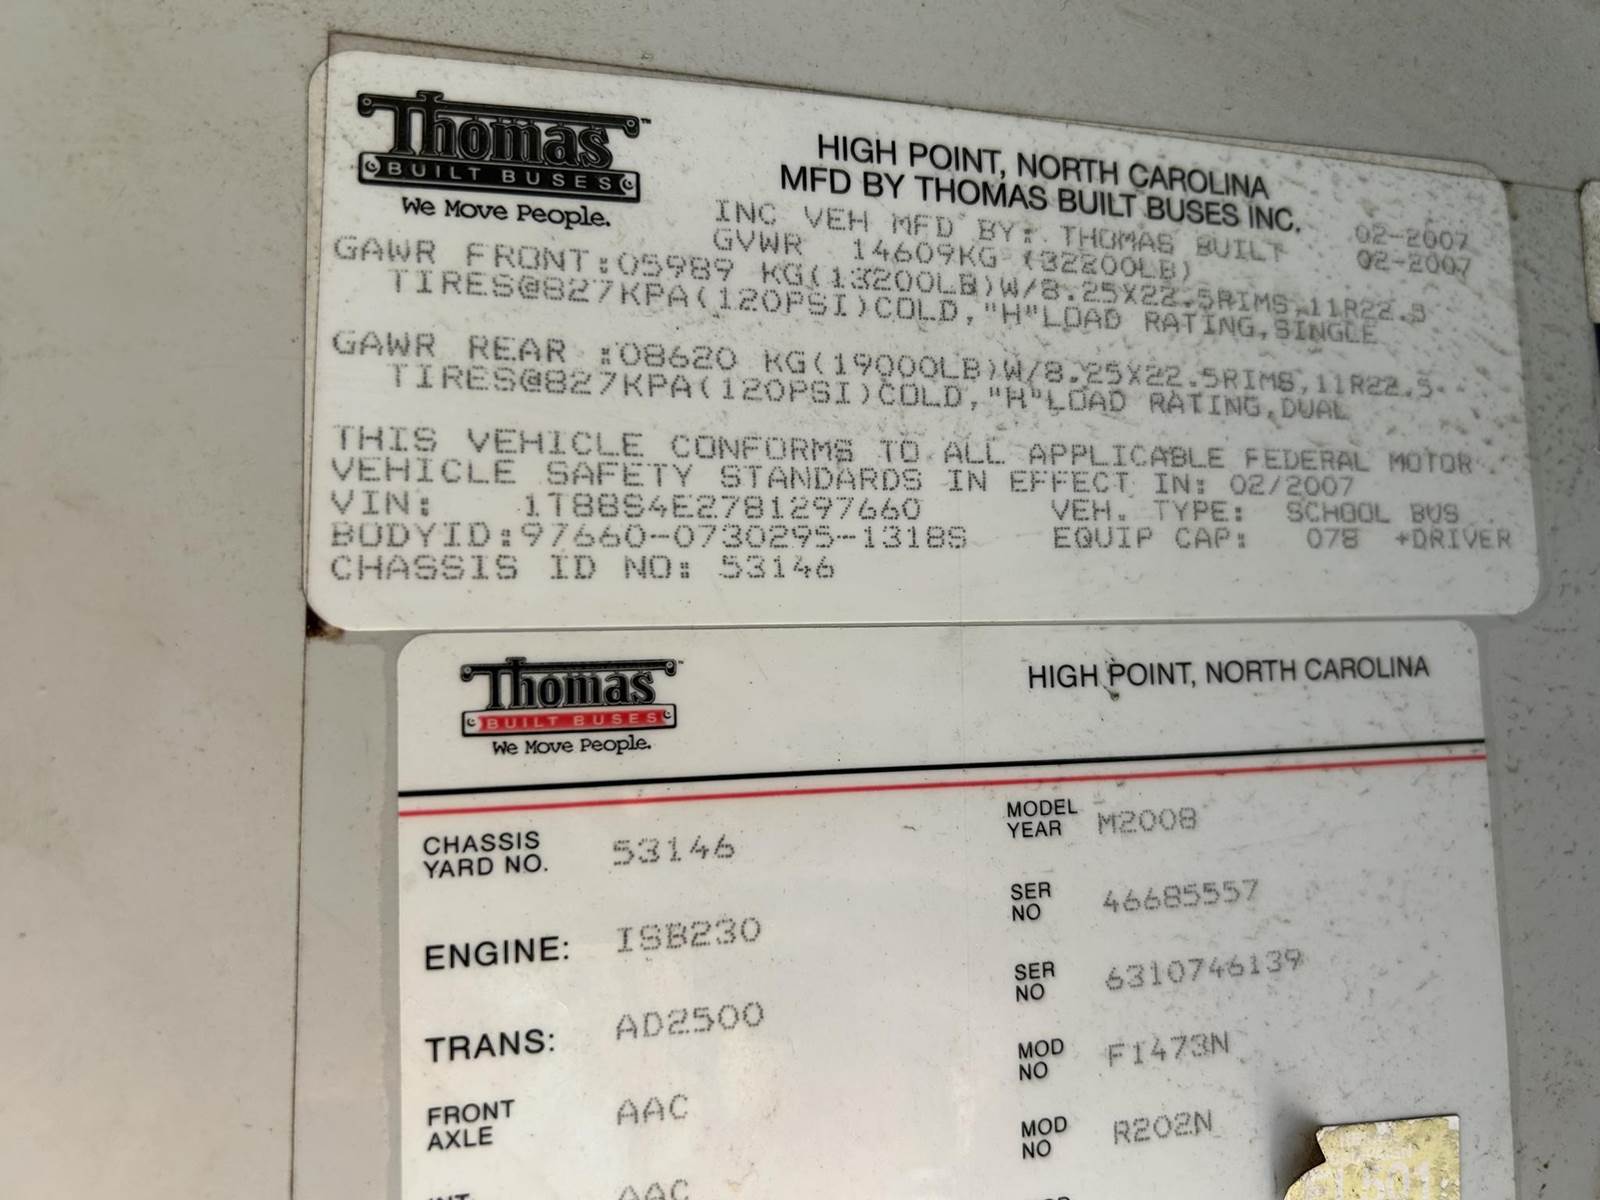 Thomas™
BUILT BUSES
We Move People.
HIGH POINT, NORTH CAROLINA
MFD BY THOMAS BUILT BUSES INC.
INC VEH MFD BY: THOMAS BUILT 02-2007
GVWR 14609KG (32200LB) 02-2007
GAWR FRONT:05989 KG(13200LB)W/8.25X22.5RIMS,11R22.5
TIRES@827KPA(120PSI)COLD,"H"LOAD RATING,SINGLE
GAWR REAR :08620 KG(19000LB)W/8.25X22.5RIMS,11R22.5
TIRES@827KPA(120PSI)COLD,"H"LOAD RATING,DUAL
THIS VEHICLE CONFORMS TO ALL APPLICABLE FEDERAL MOTOR
VEHICLE SAFETY STANDARDS IN EFFECT IN: 02/2007
VIN: 1T88S4E2781297660 VEH. TYPE: SCHOOL BUS
BODYID:97660-0730295-1318S EQUIP CAP: 078 +DRIVER
CHASSIS ID NO: 53146
Thomas™
BUILT BUSES
We Move People.
HIGH POINT, NORTH CAROLINA
CHASSIS YARD NO. 53146 MODEL YEAR M2008
ENGINE: ISB230 SER NO 46685557
TRANS: AD2500 SER NO 6310746139
FRONT AXLE AAC MOD NO F1473N
AAC MOD NO R202N